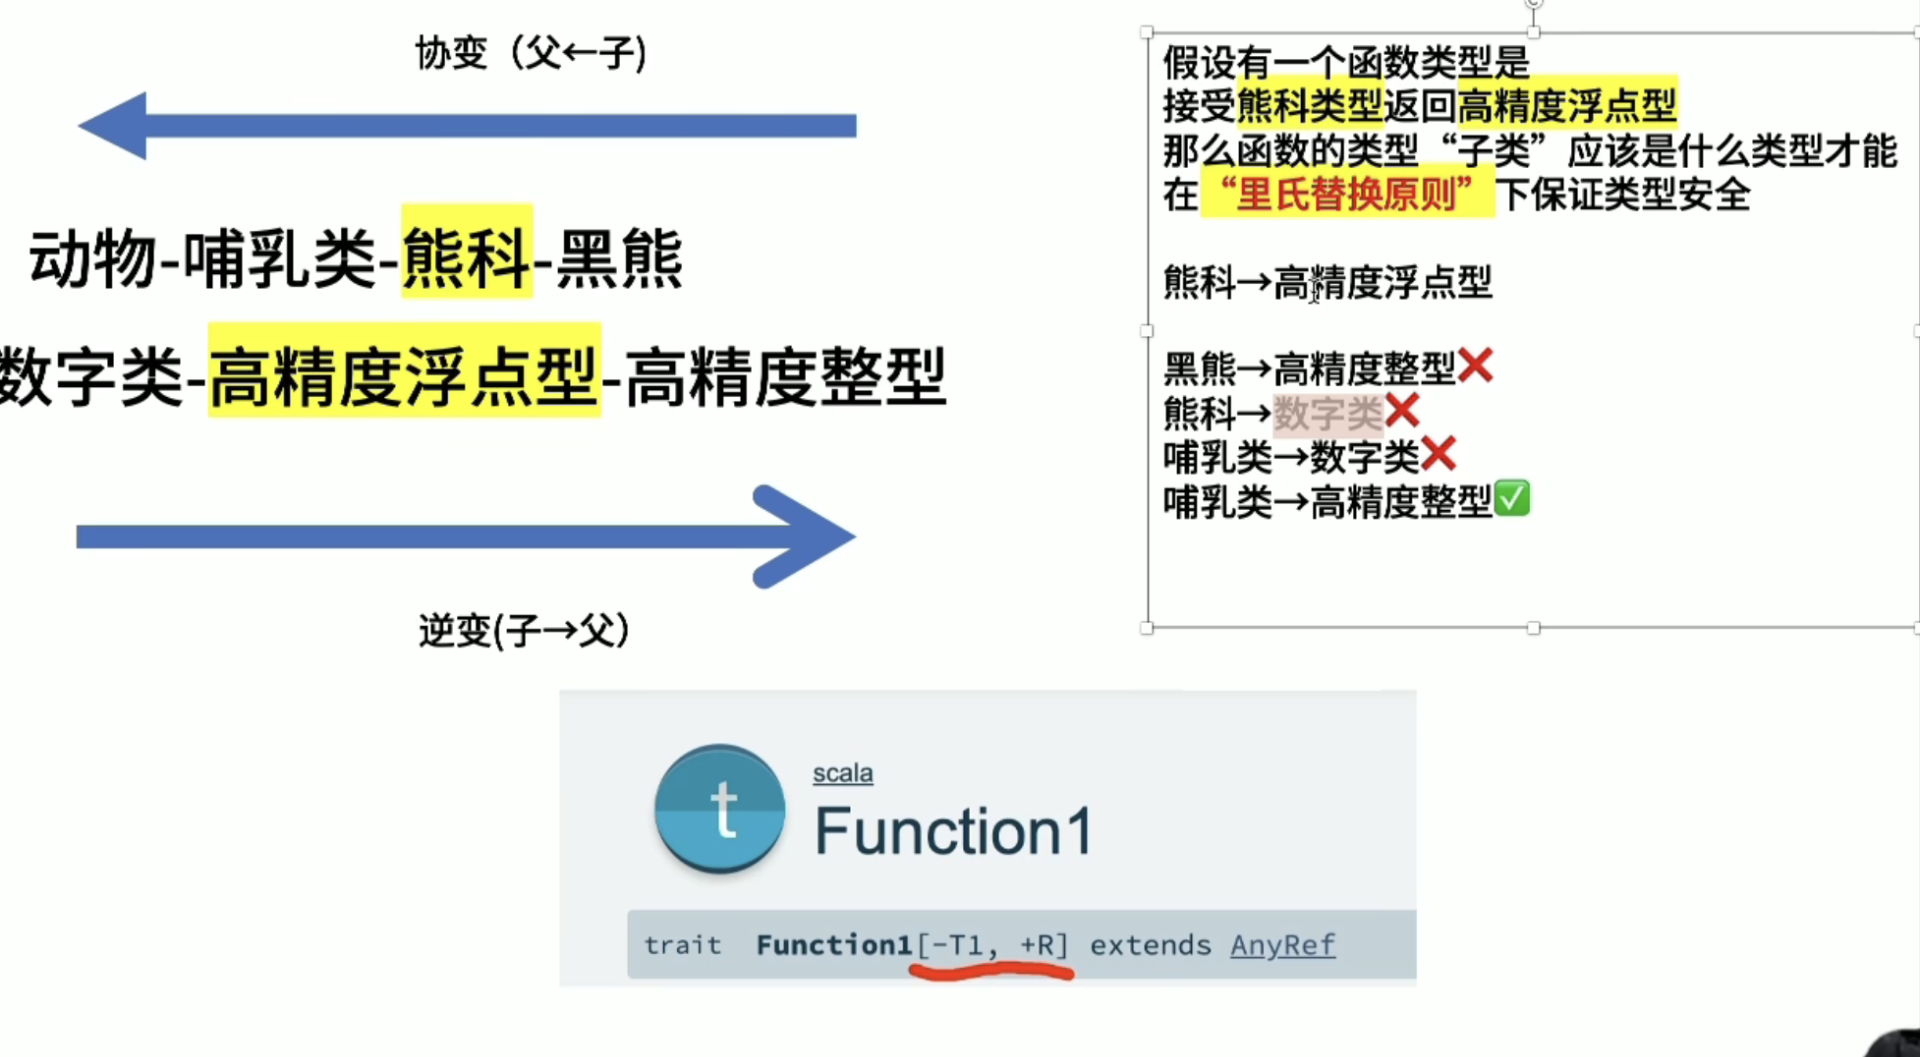 协变（父←子)
动物-哺乳类-熊科-黑熊
数字类-高精度浮点型-高精度整型
逆变(子→父）
假设有一个函数类型是
接受熊科类型返回高精度浮点型
那么函数的类型“子类”应该是什么类型才能
在“里氏替换原则”下保证类型安全
熊科→高精度浮点型
黑熊→高精度整型❌
熊科→数字类❌
哺乳类→数字类❌
哺乳类→高精度整型✅
t
scala
Function1
trait Function1[-T1, +R] extends AnyRef